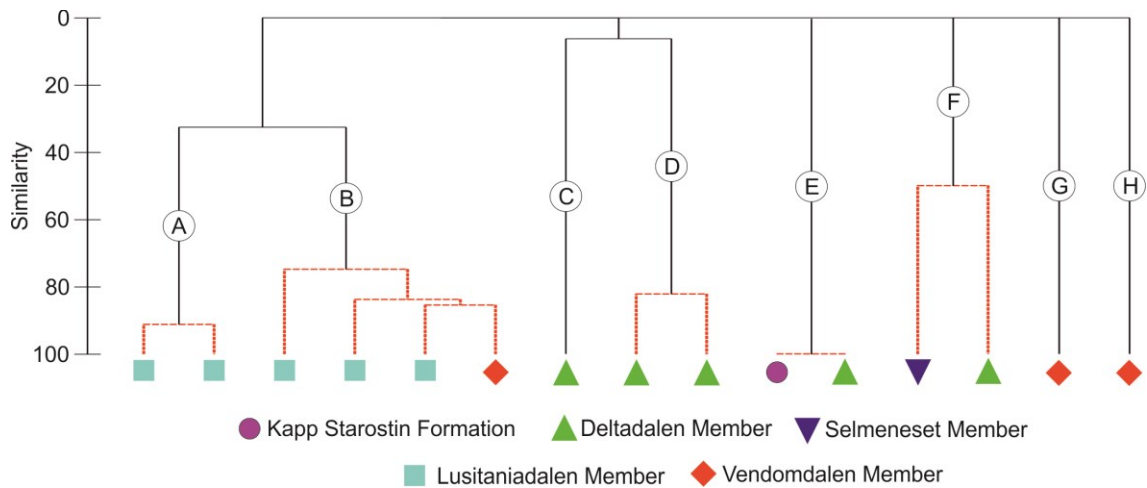 0
20
40
60
80
100
Similarity
A
B
C
D
E
F
G
H
Kapp Starostin Formation
Deltadalen Member
Selmeneset Member
Lusitaniadalen Member
Vendomdalen Member